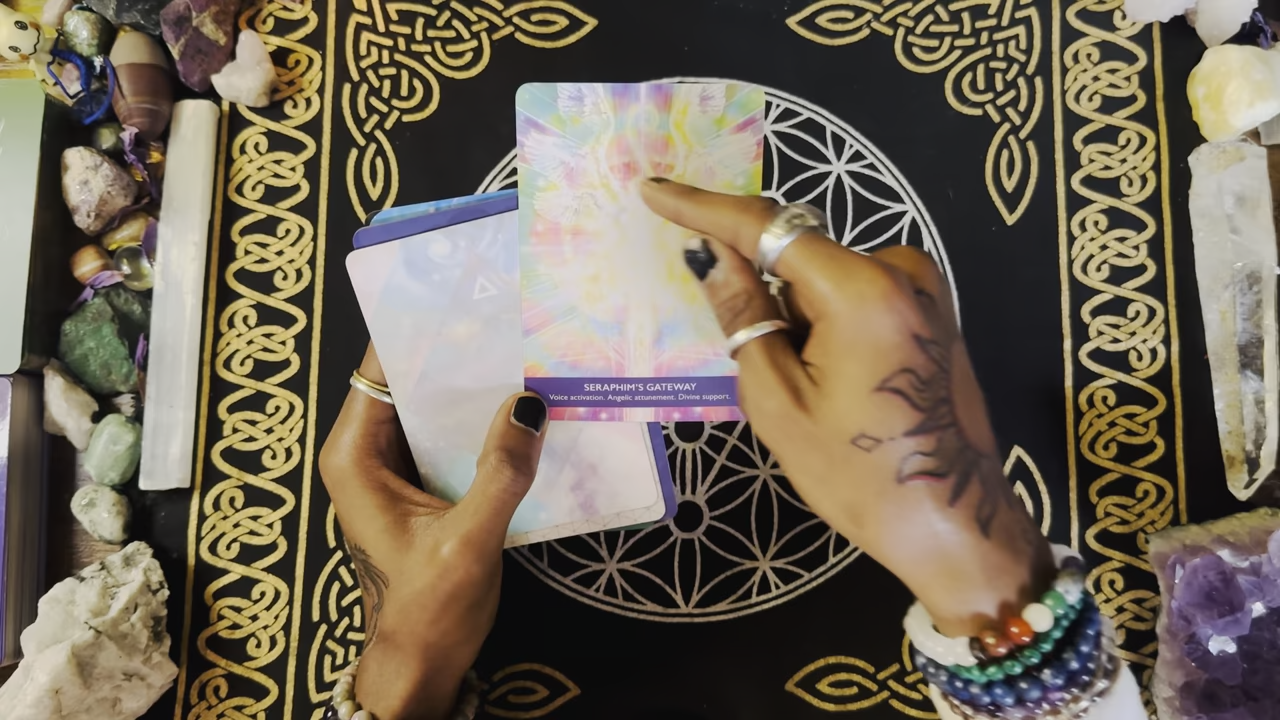 SERAPHIM'S GATEWAY
Voice activation. Angelic attunement. Divine support.